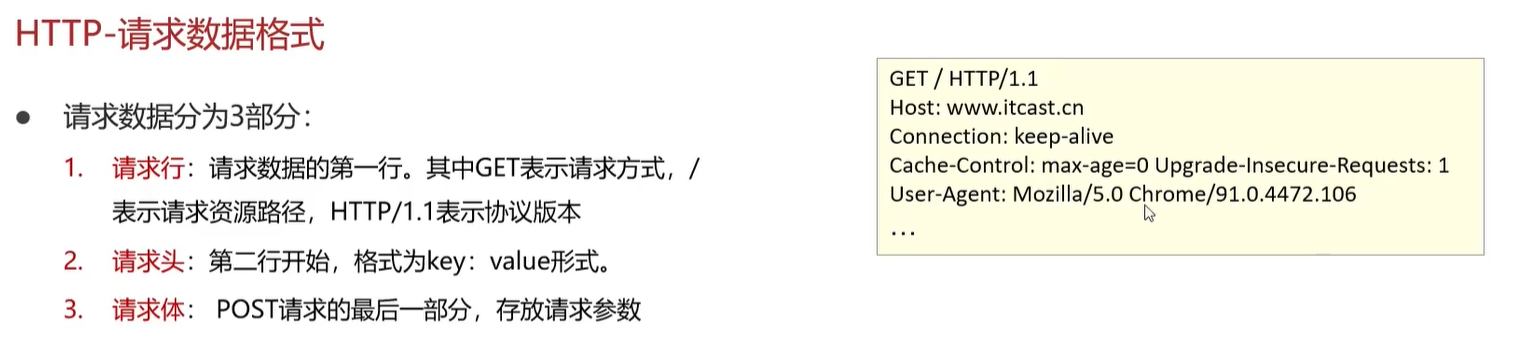 HTTP-请求数据格式
● 请求数据分为3部分：
1. 请求行：请求数据的第一行。其中GET表示请求方式，/
表示请求资源路径，HTTP/1.1表示协议版本
2. 请求头：第二行开始，格式为key：value形式。
3. 请求体： POST请求的最后一部分，存放请求参数
GET / HTTP/1.1
Host: www.itcast.cn
Connection: keep-alive
Cache-Control: max-age=0 Upgrade-Insecure-Requests: 1
User-Agent: Mozilla/5.0 Chrome/91.0.4472.106
…